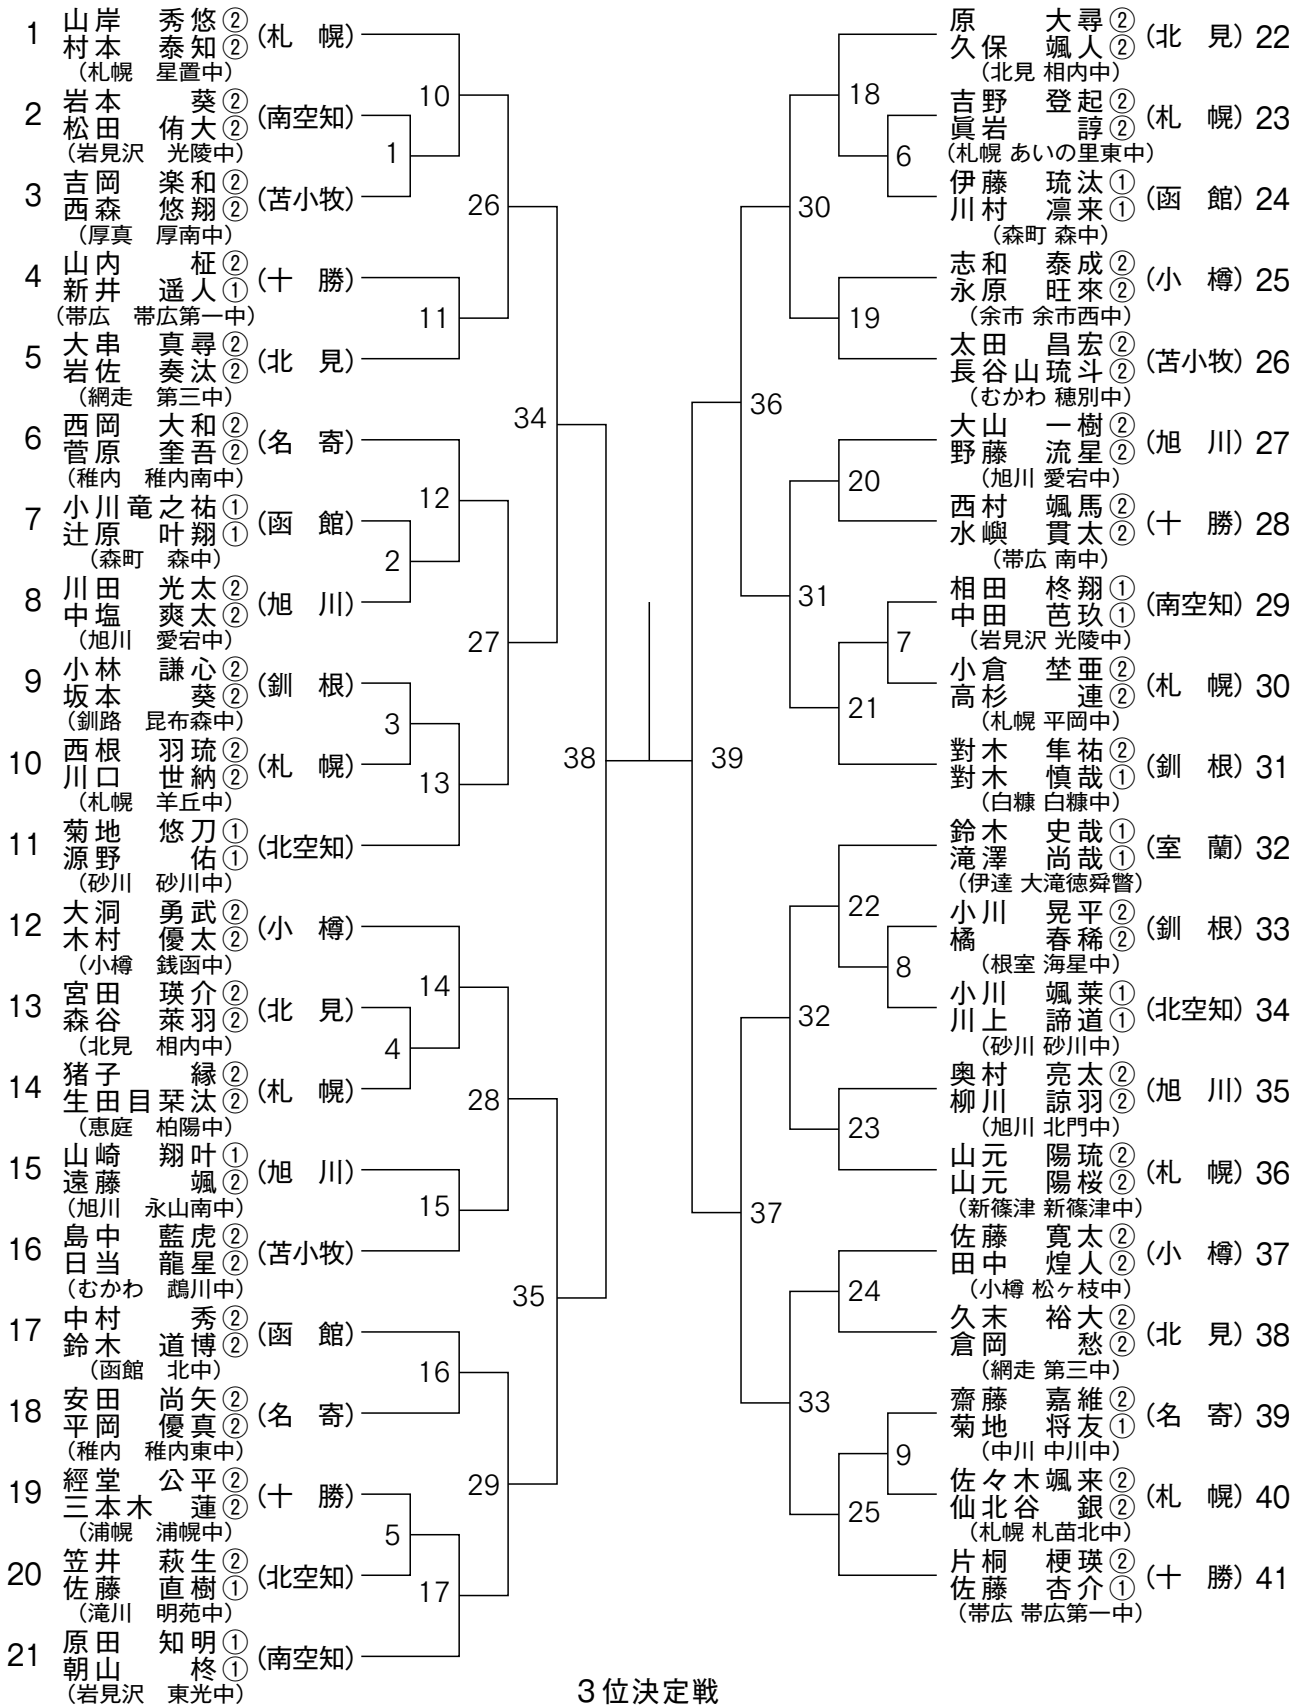 1 山岸 秀悠② (札 幌)
村本 泰知②
(札幌 星置中)
2 岩本 葵② (南空知)
松田 侑大②
(岩見沢 光陵中)
3 吉岡 楽和② (苫小牧)
西森 悠翔②
(厚真 厚南中)
4 山内 柾② (十 勝)
新井 遥人①
(帯広 帯広第一中)
5 大串 真尋② (北 見)
岩佐 奏汰②
(網走 第三中)
6 西岡 大和② (名 寄)
菅原 奎吾②
(稚内 稚内南中)
7 小川竜之祐① (函 館)
辻原 叶翔①
(森町 森中)
8 川田 光太② (旭 川)
中塩 爽太②
(旭川 愛宕中)
9 小林 謙心② (釧 根)
坂本 葵②
(釧路 昆布森中)
10 西根 羽琉② (札 幌)
川口 世納②
(札幌 羊丘中)
11 菊地 悠刀① (北空知)
源野 佑①
(砂川 砂川中)
12 大洞 勇武② (小 樽)
木村 優太②
(小樽 銭函中)
13 宮田 瑛介② (北 見)
森谷 萊羽②
(北見 相内中)
14 猪子 縁② (札 幌)
生田目栞汰②
(恵庭 柏陽中)
15 山崎 翔叶① (旭 川)
遠藤 颯②
(旭川 永山南中)
16 島中 藍虎② (苫小牧)
日当 龍星②
(むかわ 鵡川中)
17 中村 秀② (函 館)
鈴木 道博②
(函館 北中)
18 安田 尚矢② (名 寄)
平岡 優真②
(稚内 稚内東中)
19 經堂 公平② (十 勝)
三本木 蓮②
(浦幌 浦幌中)
20 笠井 萩生② (北空知)
佐藤 直樹①
(滝川 明苑中)
21 原田 知明① (南空知)
朝山 柊①
(岩見沢 東光中)
10
1
26
11
34
12
2
27
3
13
38
14
4
28
15
35
16
29
5
17
39
18
6
30
19
36
20
31
7
21
22
8
32
23
37
24
33
9
25
原 大尋② (北 見) 22
久保 颯人②
(北見 相内中)
吉野 登起② (札 幌) 23
眞岩 諄②
(札幌 あいの里東中)
伊藤 琉汰① (函 館) 24
川村 凛来①
(森町 森中)
志和 泰成② (小 樽) 25
永原 旺來②
(余市 余市西中)
太田 昌宏② (苫小牧) 26
長谷山琉斗②
(むかわ 穂別中)
大山 一樹② (旭 川) 27
野藤 流星②
(旭川 愛宕中)
西村 颯馬② (十 勝) 28
水嶼 貫太②
(帯広 南中)
相田 柊翔① (南空知) 29
中田 芭玖①
(岩見沢 光陵中)
小倉 埜亜② (札 幌) 30
高杉 連②
(札幌 平岡中)
對木 隼祐② (釧 根) 31
對木 慎哉①
(白糠 白糠中)
鈴木 史哉① (室 蘭) 32
滝澤 尚哉①
(伊達 大滝徳舜瞥)
小川 晃平② (釧 根) 33
橘 春稀②
(根室 海星中)
小川 颯莱① (北空知) 34
川上 諦道①
(砂川 砂川中)
奥村 亮太② (旭 川) 35
柳川 諒羽②
(旭川 北門中)
山元 陽琉② (札 幌) 36
山元 陽桜②
(新篠津 新篠津中)
佐藤 寛太② (小 樽) 37
田中 煌人②
(小樽 松ヶ枝中)
久末 裕大② (北 見) 38
倉岡 愁②
(網走 第三中)
齋藤 嘉維② (名 寄) 39
菊地 将友①
(中川 中川中)
佐々木颯来② (札 幌) 40
仙北谷 銀②
(札幌 札苗北中)
片桐 梗瑛② (十 勝) 41
佐藤 杏介①
(帯広 帯広第一中)
3位決定戦